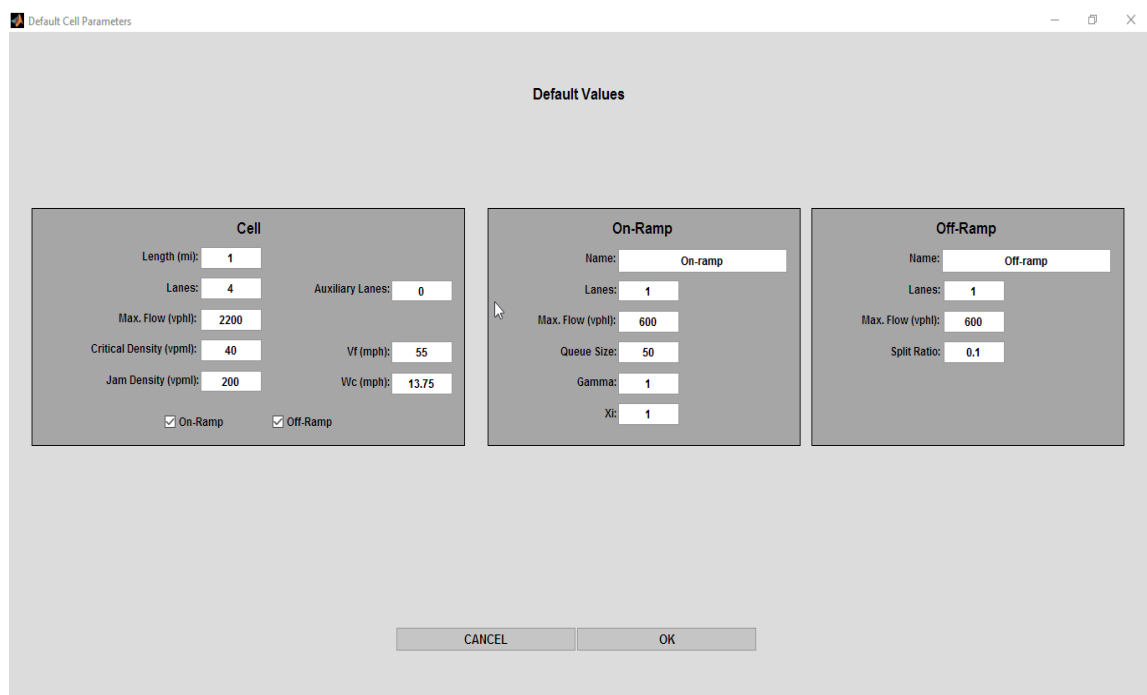 Default Cell Parameters
Default Values
Cell
Length (mi): 1
Lanes: 4 Auxiliary Lanes: 0
Max. Flow (vphl): 2200
Critical Density (vpml): 40 Vf (mph): 55
Jam Density (vpml): 200 Wc (mph): 13.75
On-Ramp Off-Ramp
On-Ramp
Name: On-ramp
Lanes: 1
Max. Flow (vphl): 600
Queue Size: 50
Gamma: 1
Xi: 1
Off-Ramp
Name: Off-ramp
Lanes: 1
Max. Flow (vphl): 600
Split Ratio: 0.1
CANCEL OK